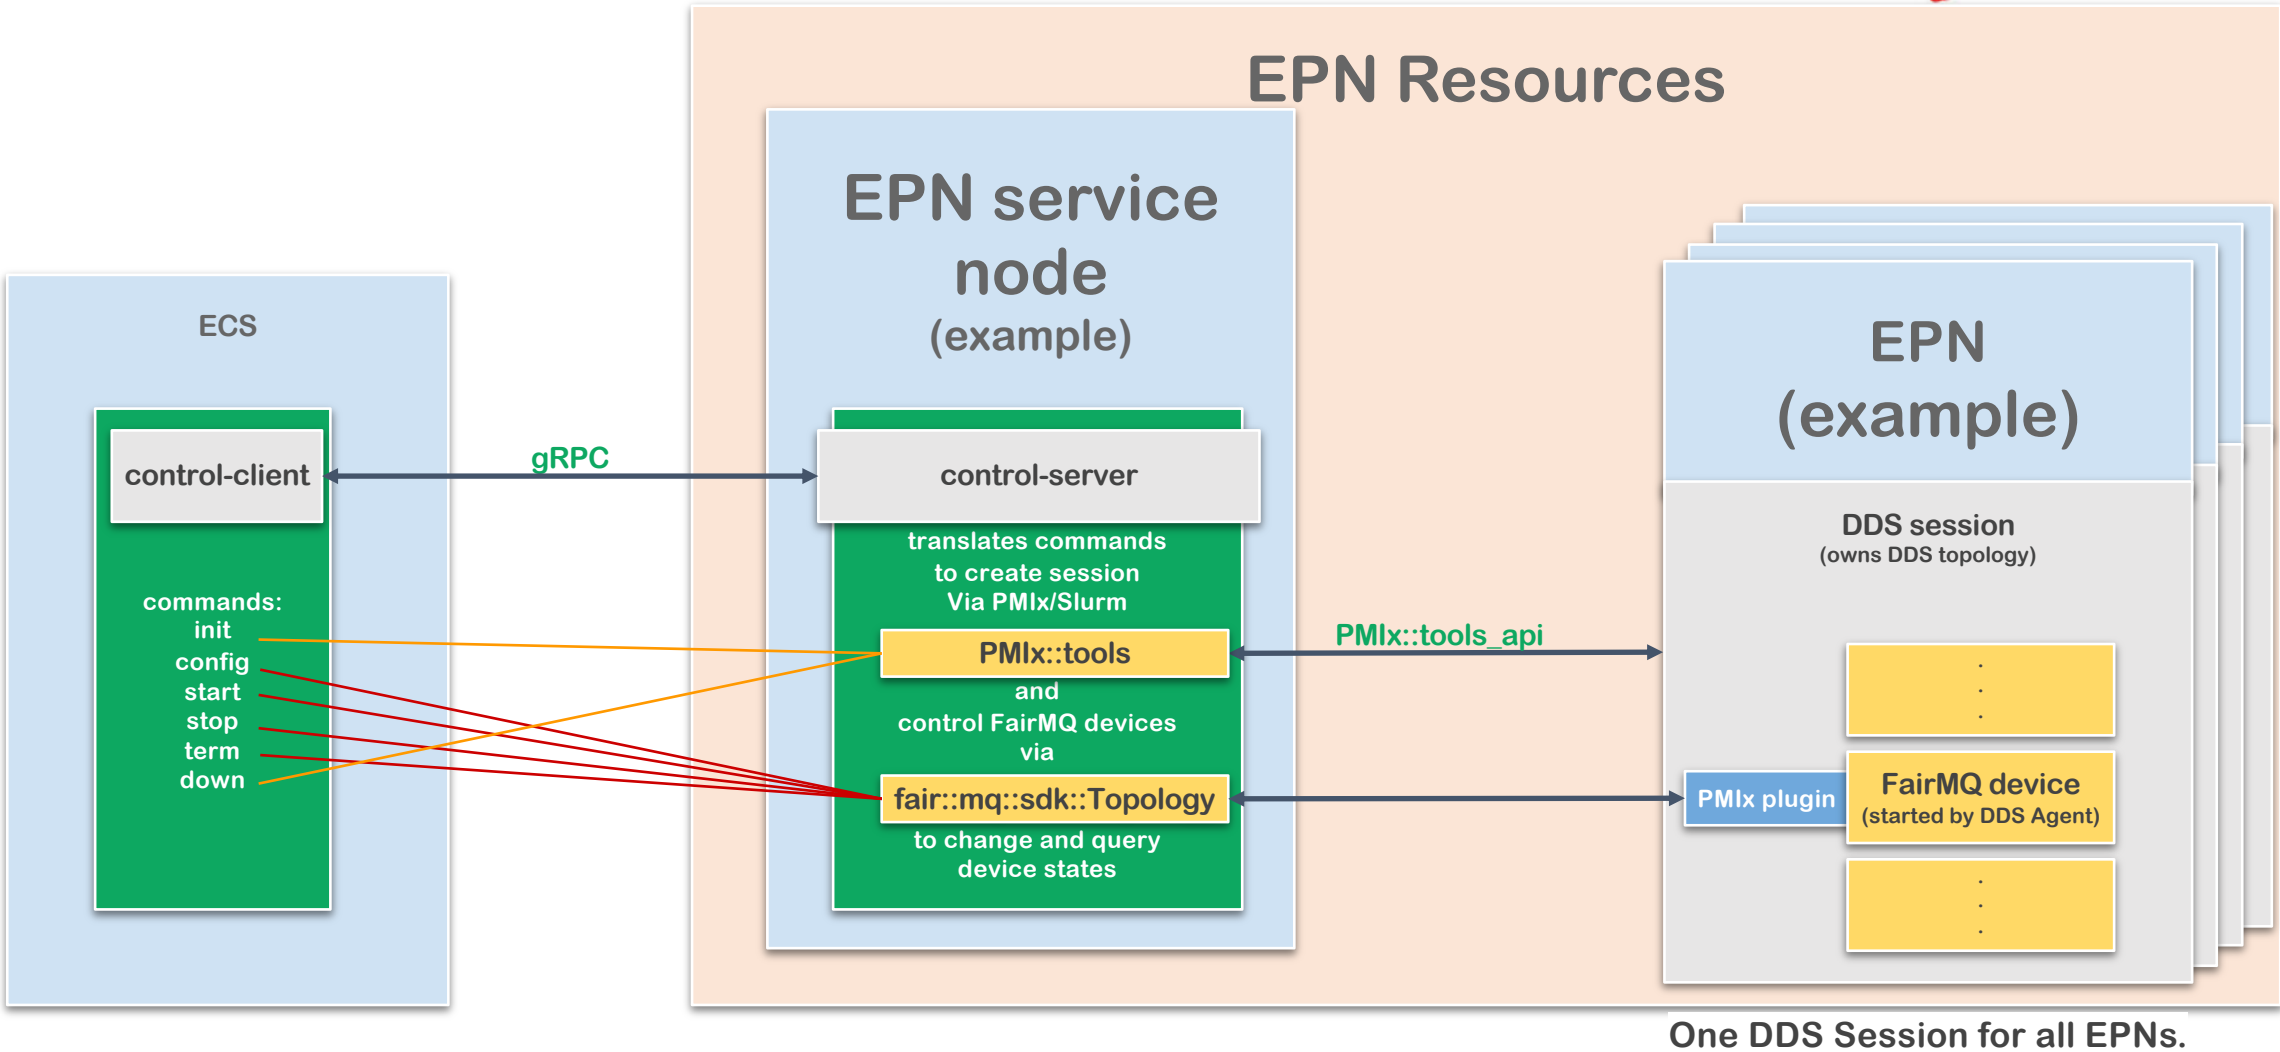 EPN Resources
EPN service
node
(example)
ECS
control-client
commands:
init
config
start
stop
term
down
gRPC
control-server
translates commands
to create session
Via PMIx/Slurm
PMIx::tools
and
control FairMQ devices
via
fair::mq::sdk::Topology
to change and query
device states
PMIx::tools_api
EPN
(example)
DDS session
(owns DDS topology)
.
.
.
PMIx plugin
FairMQ device
(started by DDS Agent)
.
.
.
One DDS Session for all EPNs.